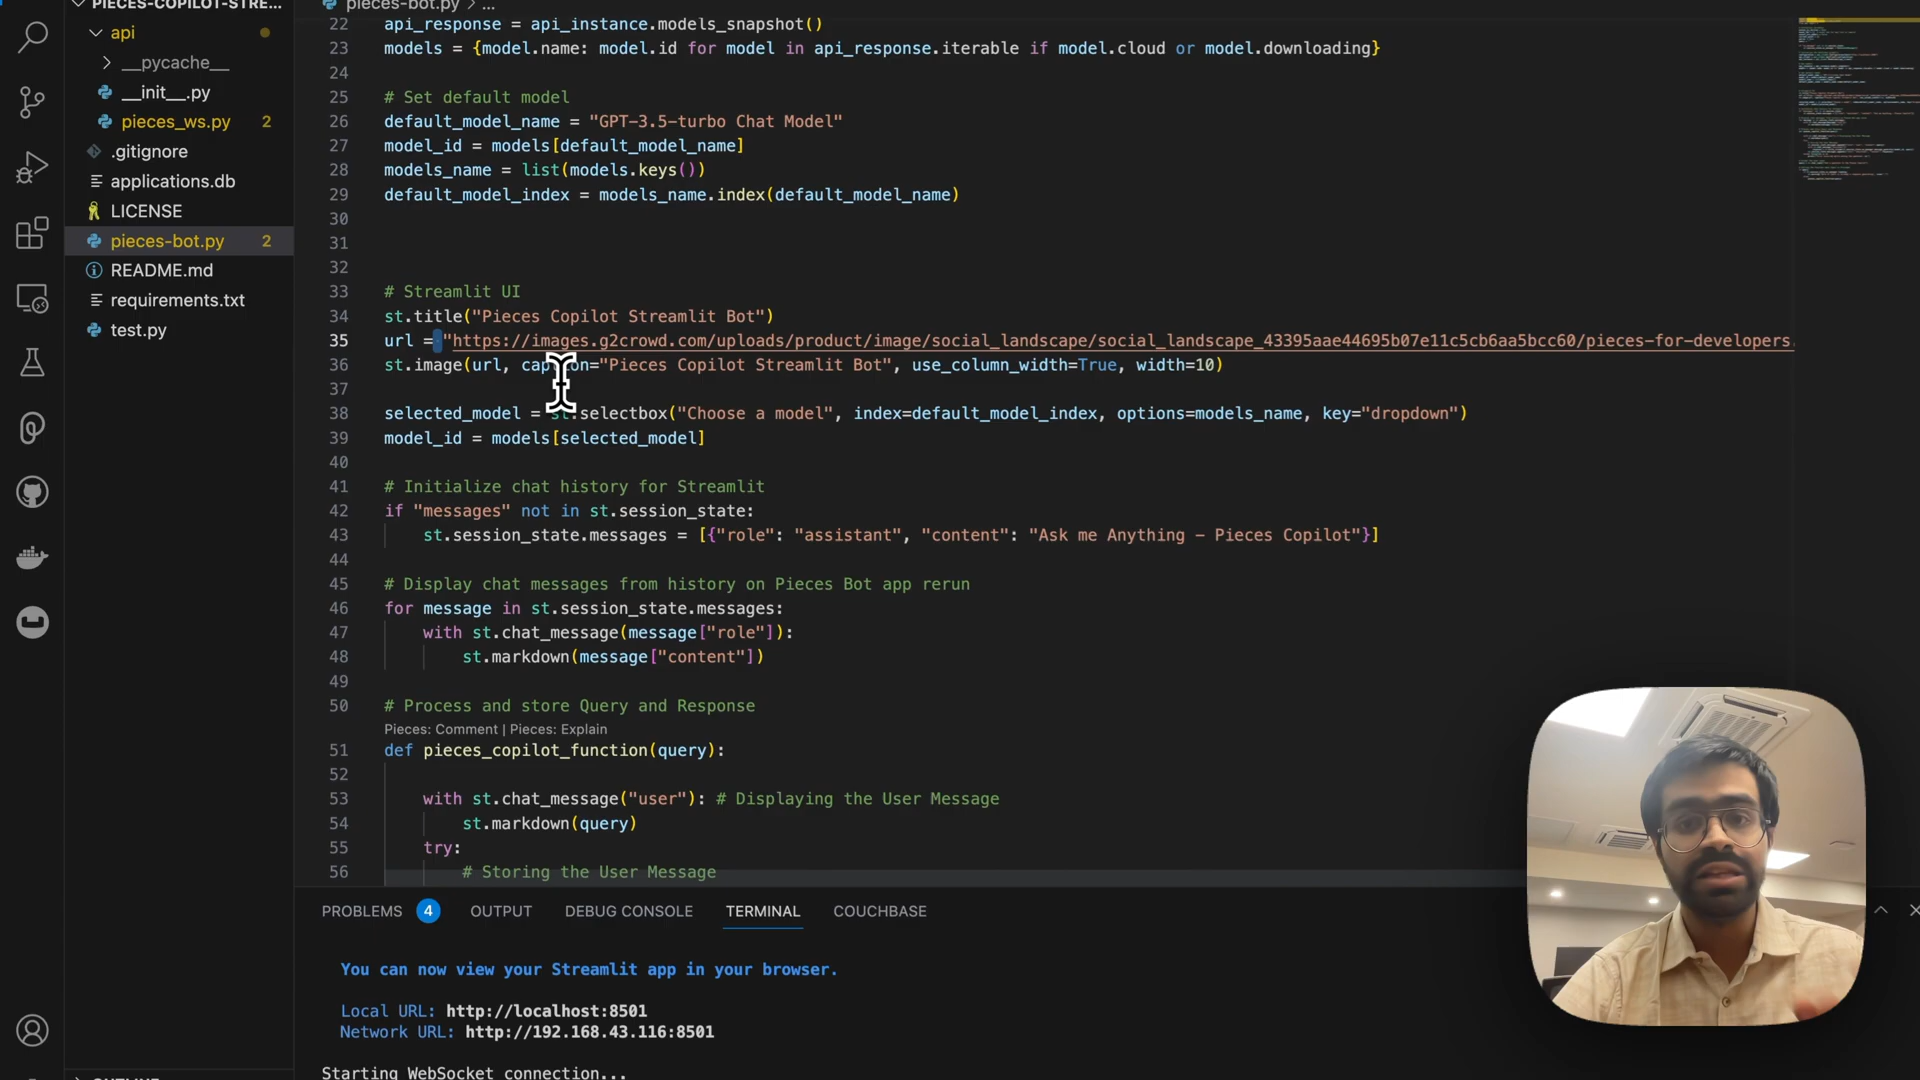 PIECES-COPILOT-STRE...
api
__pycache__
__init__.py
pieces_ws.py 2
.gitignore
applications.db
LICENSE
pieces-bot.py 2
README.md
requirements.txt
test.py
pieces-bot.py > ...
22 api_response = api_instance.models_snapshot()
23 models = {model.name: model.id for model in api_response.iterable if model.cloud or model.downloading}
24
25 # Set default model
26 default_model_name = "GPT-3.5-turbo Chat Model"
27 model_id = models[default_model_name]
28 models_name = list(models.keys())
29 default_model_index = models_name.index(default_model_name)
30
31
32
33 # Streamlit UI
34 st.title("Pieces Copilot Streamlit Bot")
35 url = "https://images.g2crowd.com/uploads/product/image/social_landscape/social_landscape_43395aae44695b07e11c5cb6aa5bcc60/pieces-for-developers.
36 st.image(url, caption="Pieces Copilot Streamlit Bot", use_column_width=True, width=10)
37
38 selected_model = st.selectbox("Choose a model", index=default_model_index, options=models_name, key="dropdown")
39 model_id = models[selected_model]
40
41 # Initialize chat history for Streamlit
42 if "messages" not in st.session_state:
43 st.session_state.messages = [{"role": "assistant", "content": "Ask me Anything - Pieces Copilot"}]
44
45 # Display chat messages from history on Pieces Bot app rerun
46 for message in st.session_state.messages:
47 with st.chat_message(message["role"]):
48 st.markdown(message["content"])
49
50 # Process and store Query and Response
Pieces: Comment | Pieces: Explain
51 def pieces_copilot_function(query):
52
53 with st.chat_message("user"): # Displaying the User Message
54 st.markdown(query)
55 try:
56 # Storing the User Message
PROBLEMS 4 OUTPUT DEBUG CONSOLE TERMINAL COUCHBASE
You can now view your Streamlit app in your browser.
Local URL: http://localhost:8501
Network URL: http://192.168.43.116:8501
Starting WebSocket connection...